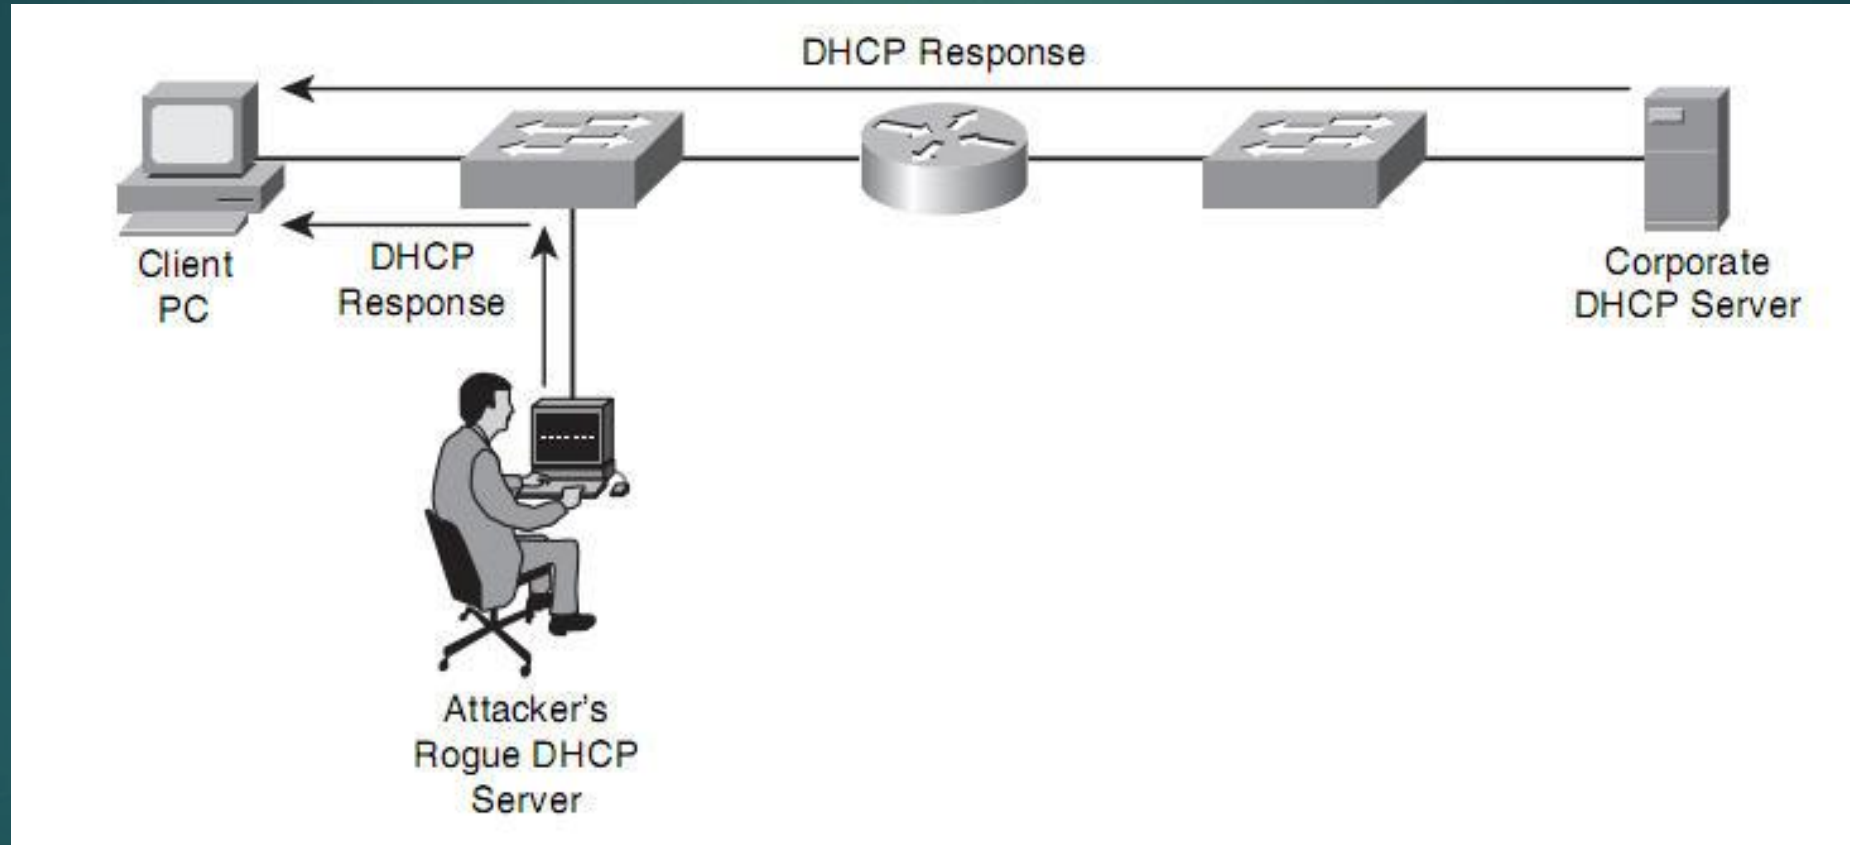 DHCP Response
Client
PC
DHCP
Response
Corporate
DHCP Server
Attacker's
Rogue DHCP
Server